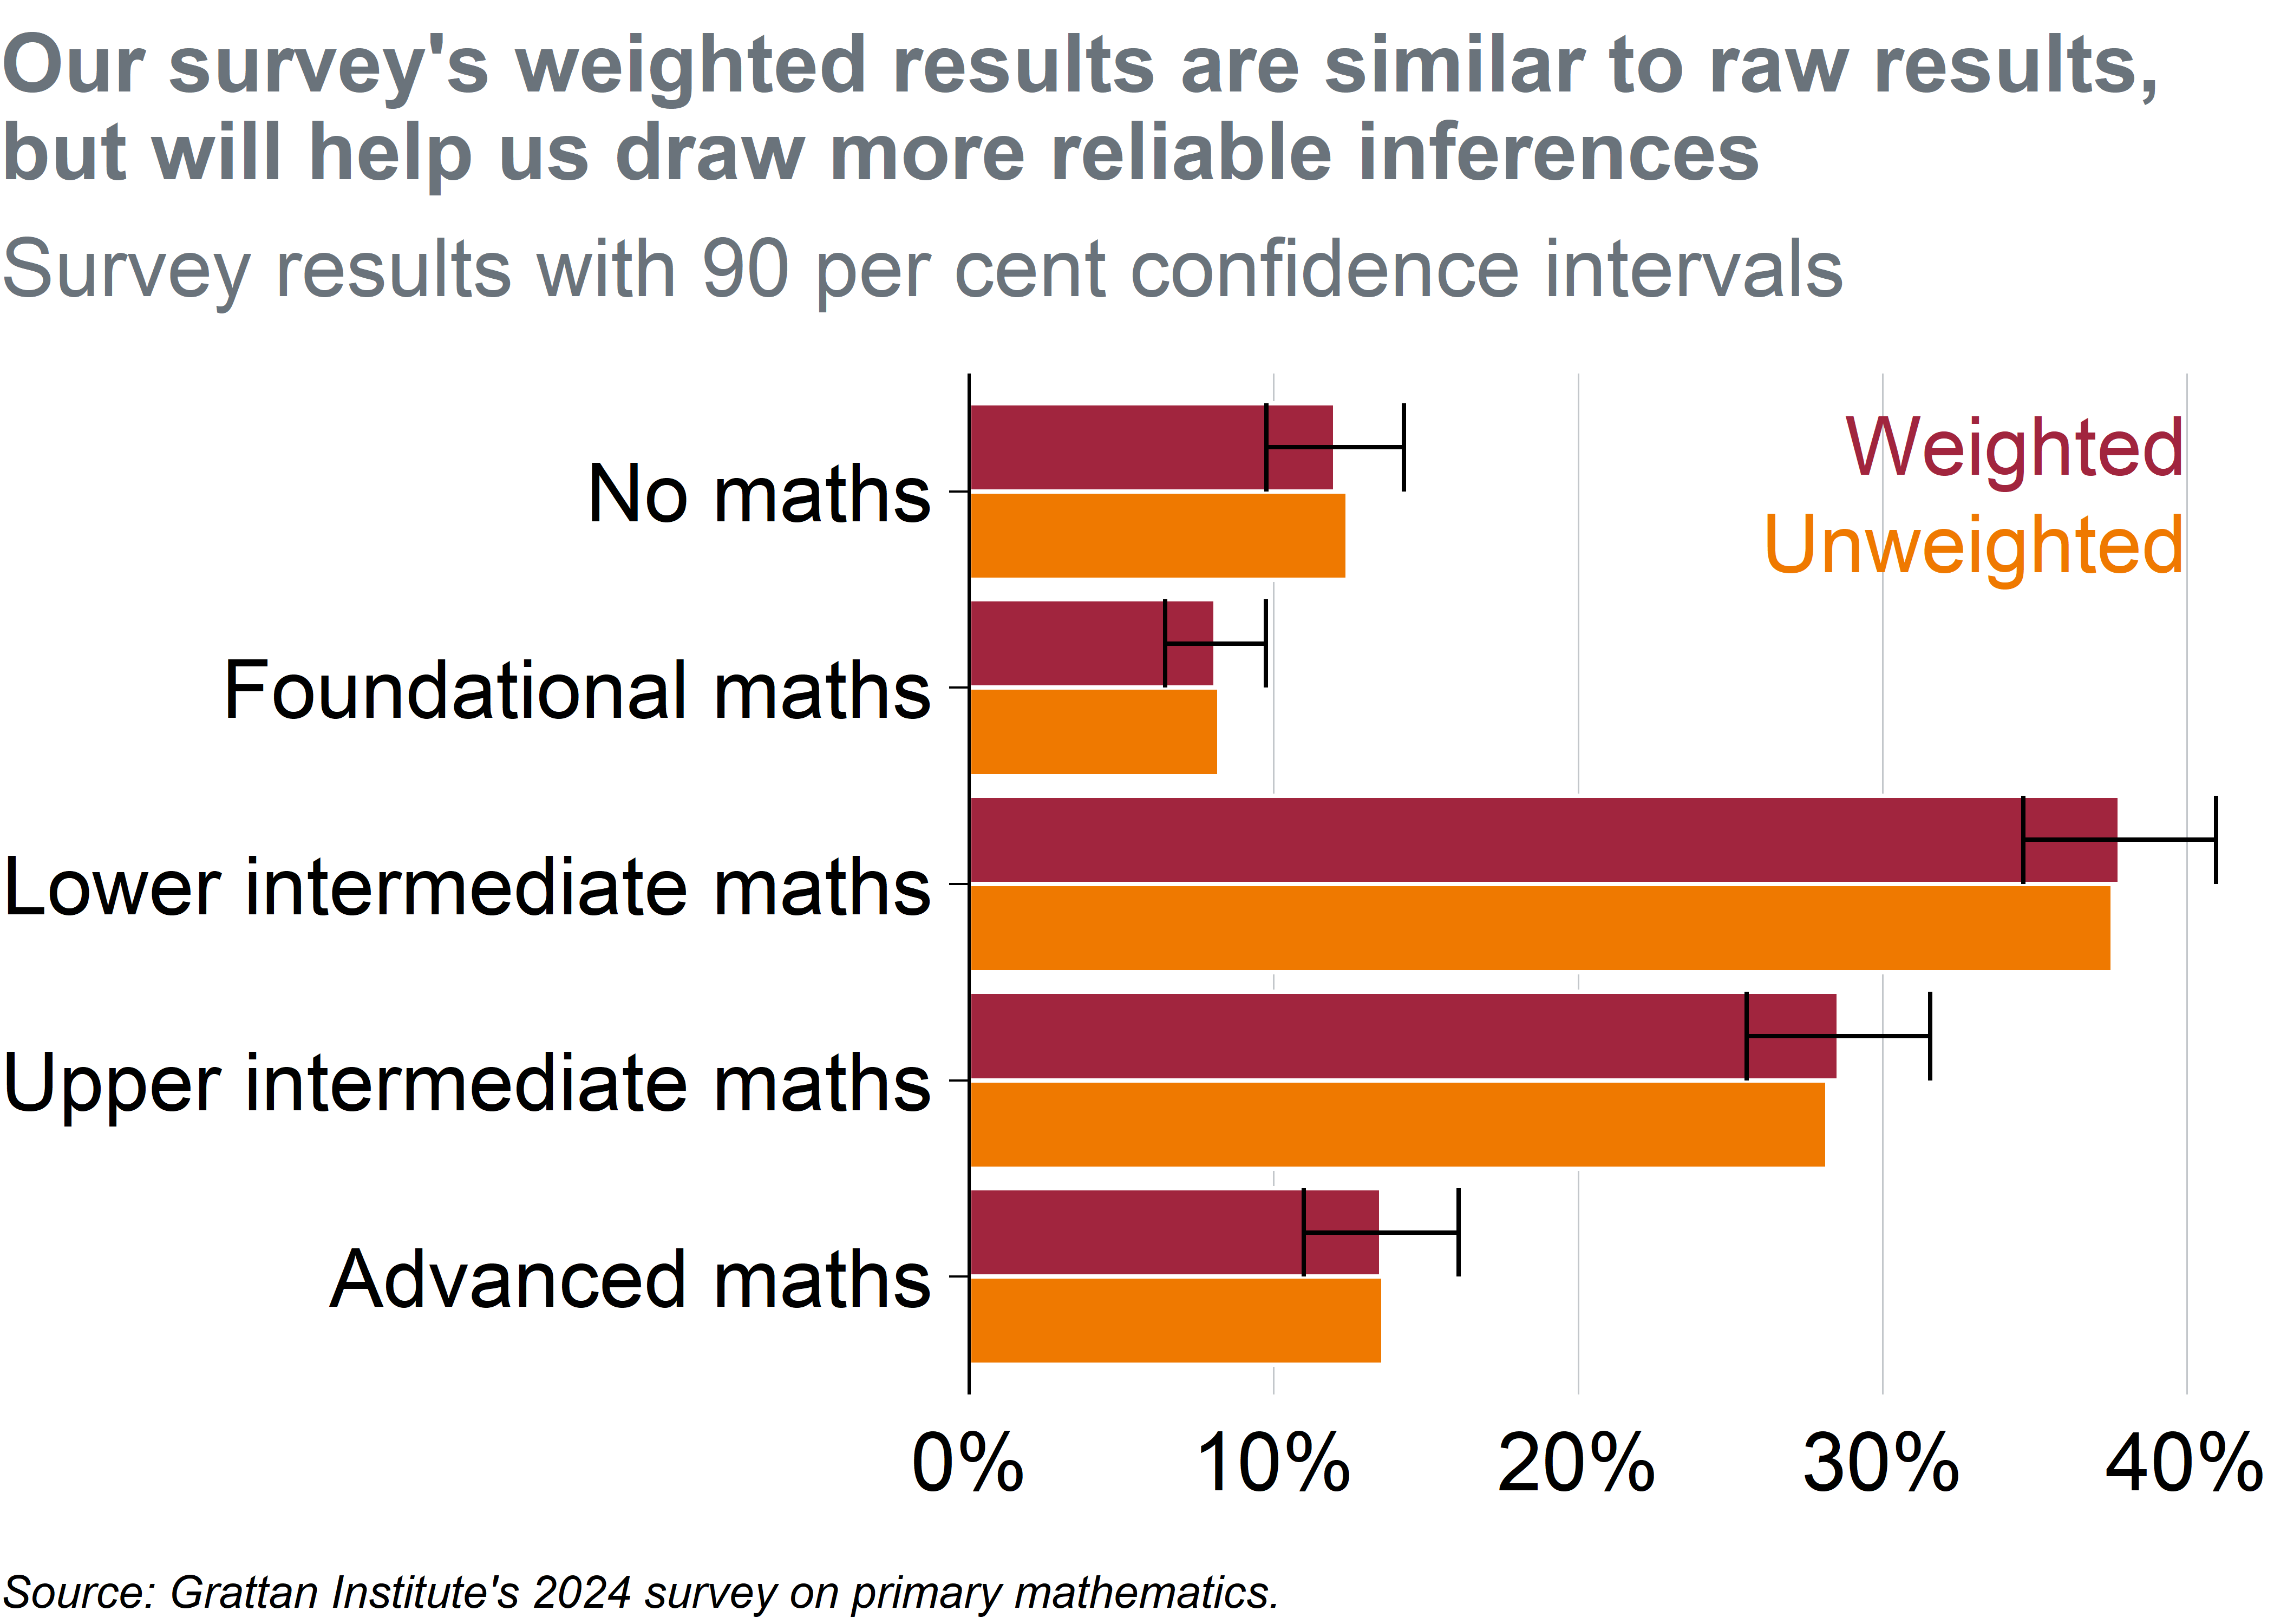 Our survey's weighted results are similar to raw results,
but will help us draw more reliable inferences
Survey results with 90 per cent confidence intervals
Weighted
Unweighted
No maths
Foundational maths
Lower intermediate maths
Upper intermediate maths
Advanced maths
0% 10% 20% 30% 40%
Source: Grattan Institute's 2024 survey on primary mathematics.